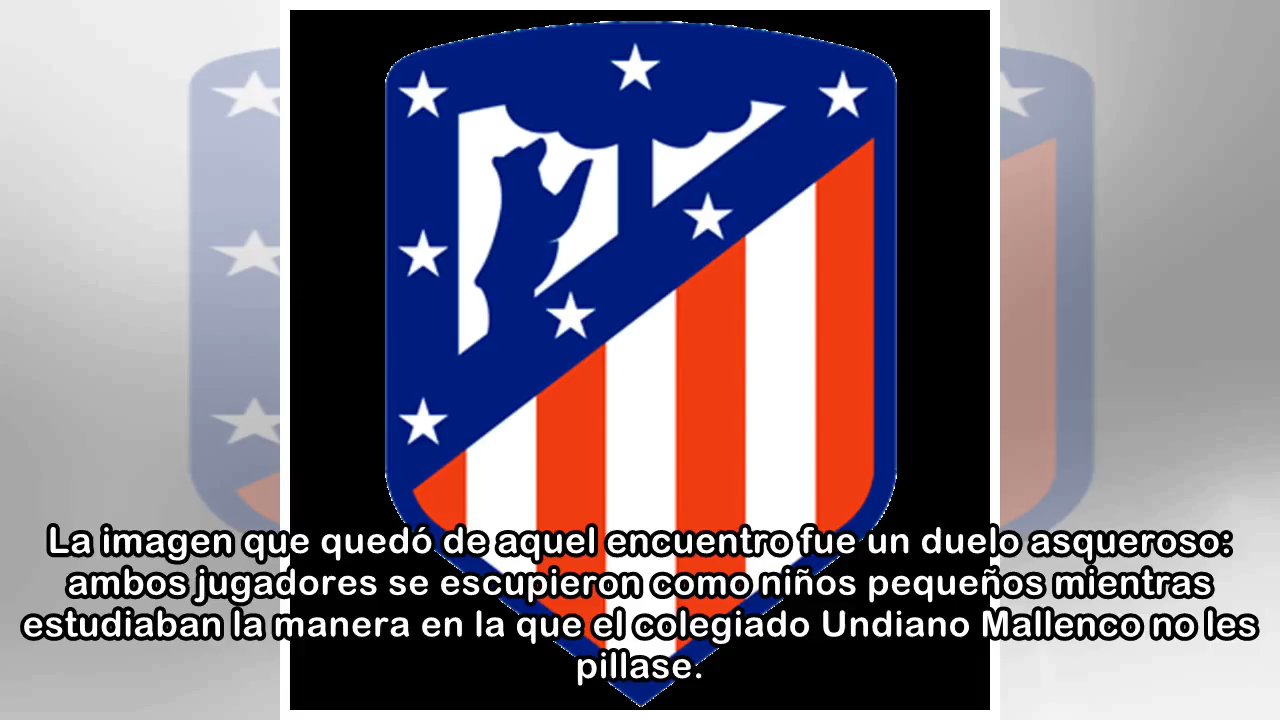 La imagen que quedó de aquel encuentro fue un duelo asqueroso:
ambos jugadores se escupieron como niños pequeños mientras
estudiaban la manera en la que el colegiado Undiano Mallenco no les
pillase.